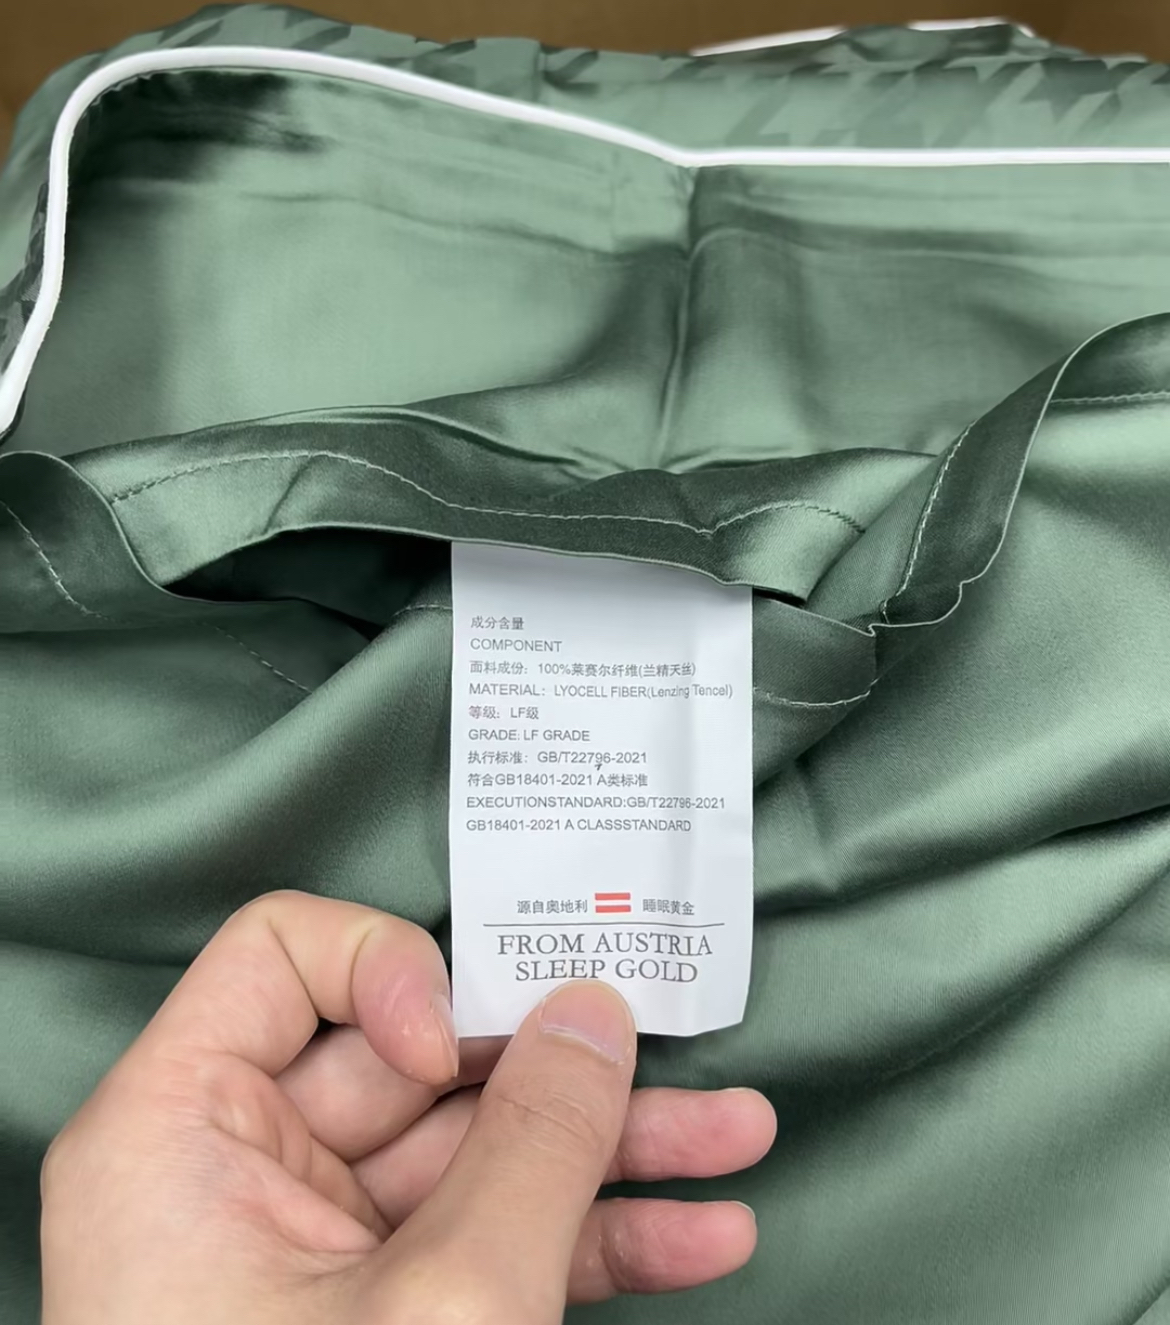 成分含量
COMPONENT
面料成份：100%莱赛尔纤维(兰精天丝)
MATERIAL：LYOCELL FIBER(Lenzing Tencel)
等级：LF级
GRADE: LF GRADE
执行标准：GB/T22796-2021
符合GB18401-2021 A类标准
EXECUTIONSTANDARD:GB/T22796-2021
GB18401-2021 A CLASSSTANDARD
源自奥地利 睡眠黄金
FROM AUSTRIA
SLEEP GOLD